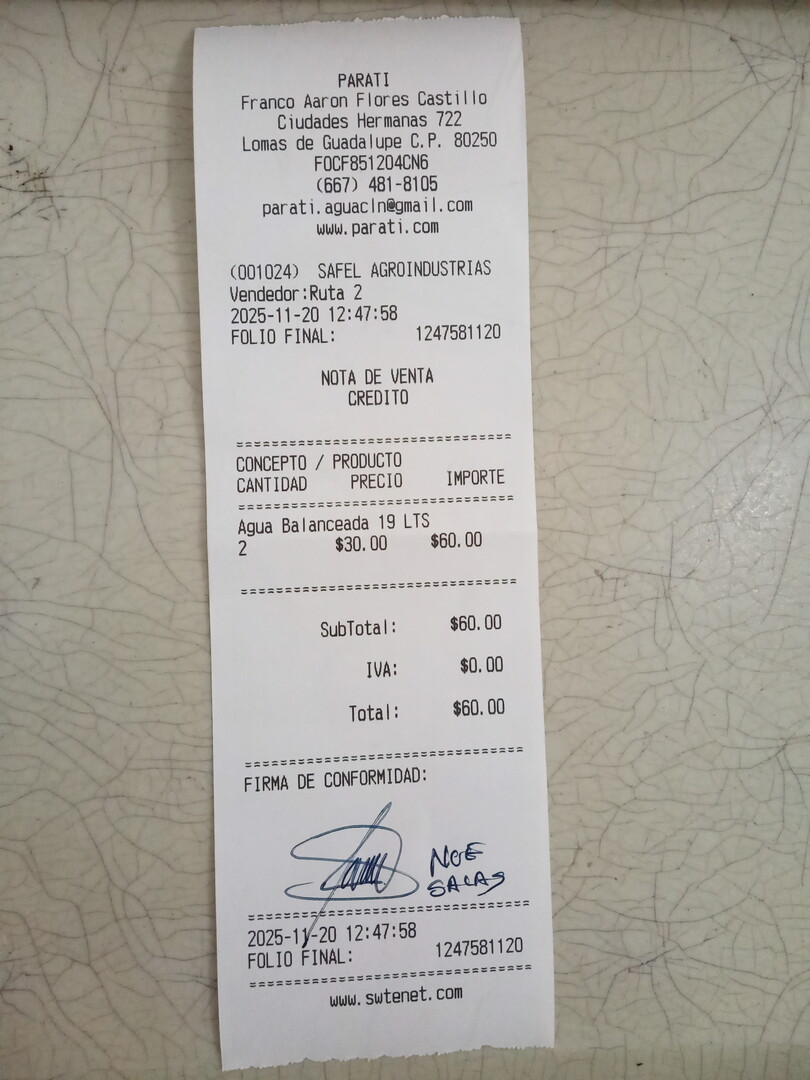 PARATI
Franco Aaron Flores Castillo
Ciudades Hermanas 722
Lomas de Guadalupe C.P. 80250
FOCF851204CN6
(667) 481-8105
parati.aguacln@gmail.com
www.parati.com
(001024) SAFEL AGROINDUSTRIAS
Vendedor:Ruta 2
2025-11-20 12:47:58
FOLIO FINAL: 1247581120
NOTA DE VENTA
CREDITO
================================
CONCEPTO / PRODUCTO
CANTIDAD PRECIO IMPORTE
================================
Agua Balanceada 19 LTS
2 $30.00 $60.00
================================
SubTotal: $60.00
IVA: $0.00
Total: $60.00
================================
FIRMA DE CONFORMIDAD:
NOE
SALAS
================================
2025-11-20 12:47:58
FOLIO FINAL: 1247581120
================================
www.swtenet.com